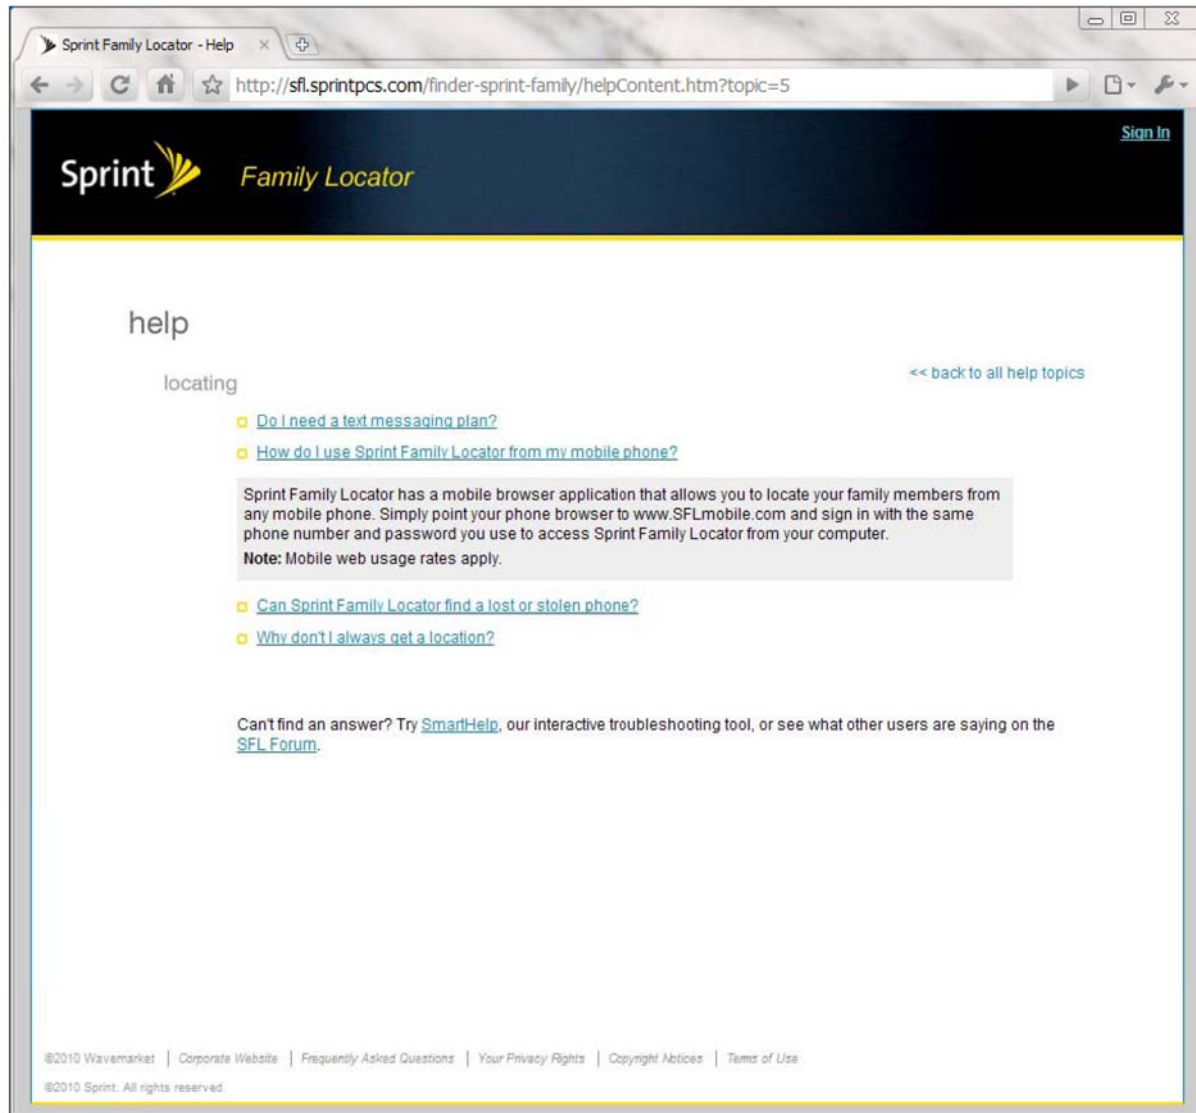 Sprint Family Locator - Help
http://sfl.sprintpcs.com/finder-sprint-family/helpContent.htm?topic=5
Sign In
Sprint Family Locator
help
<< back to all help topics
locating
Do I need a text messaging plan?
How do I use Sprint Family Locator from my mobile phone?
Sprint Family Locator has a mobile browser application that allows you to locate your family members from
any mobile phone. Simply point your phone browser to www.SFLmobile.com and sign in with the same
phone number and password you use to access Sprint Family Locator from your computer.
Note: Mobile web usage rates apply.
Can Sprint Family Locator find a lost or stolen phone?
Why don't I always get a location?
Can't find an answer? Try SmartHelp, our interactive troubleshooting tool, or see what other users are saying on the
SFL Forum.
©2010 Wavemarket | Corporate Website | Frequently Asked Questions | Your Privacy Rights | Copyright Notices | Terms of Use
©2010 Sprint. All rights reserved.